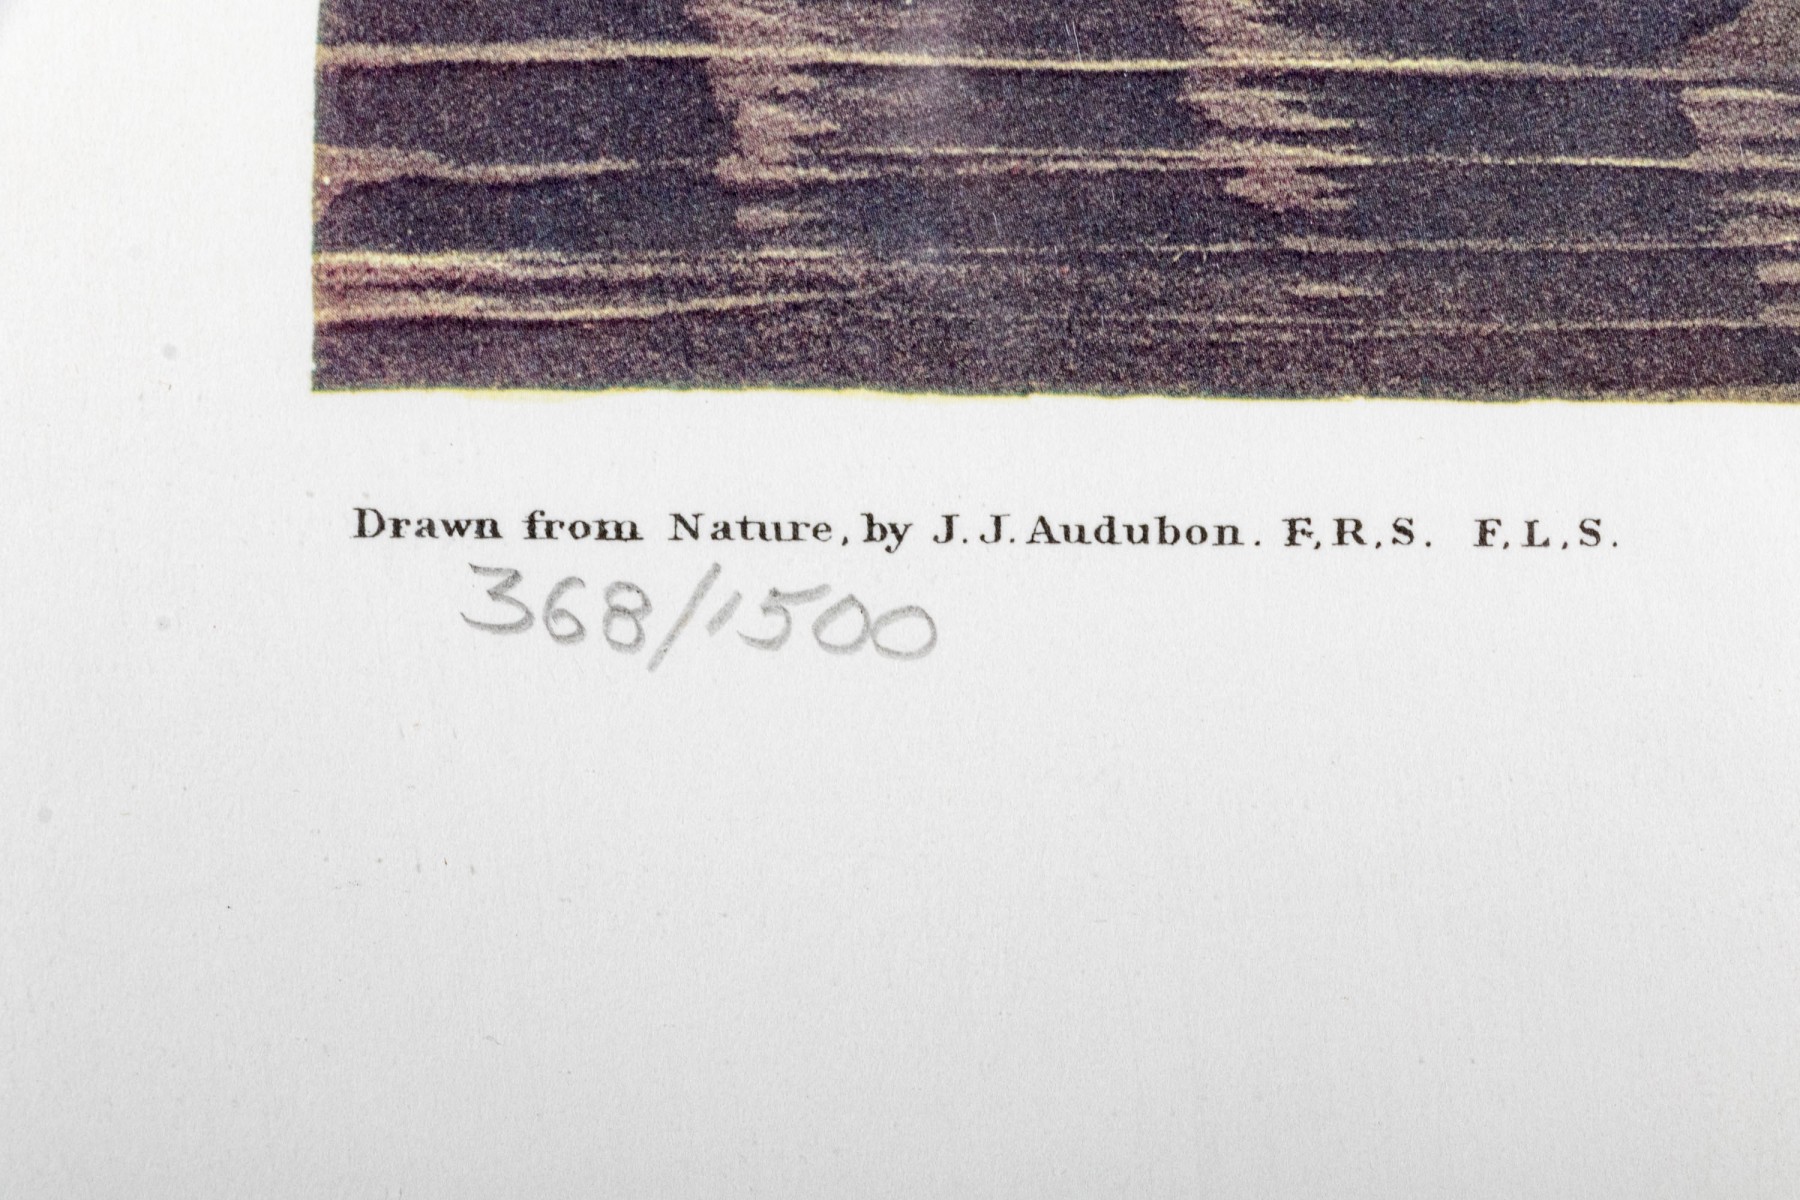 Drawn from Nature, by J. J. Audubon. F, R, S. F, L, S.
368/1500